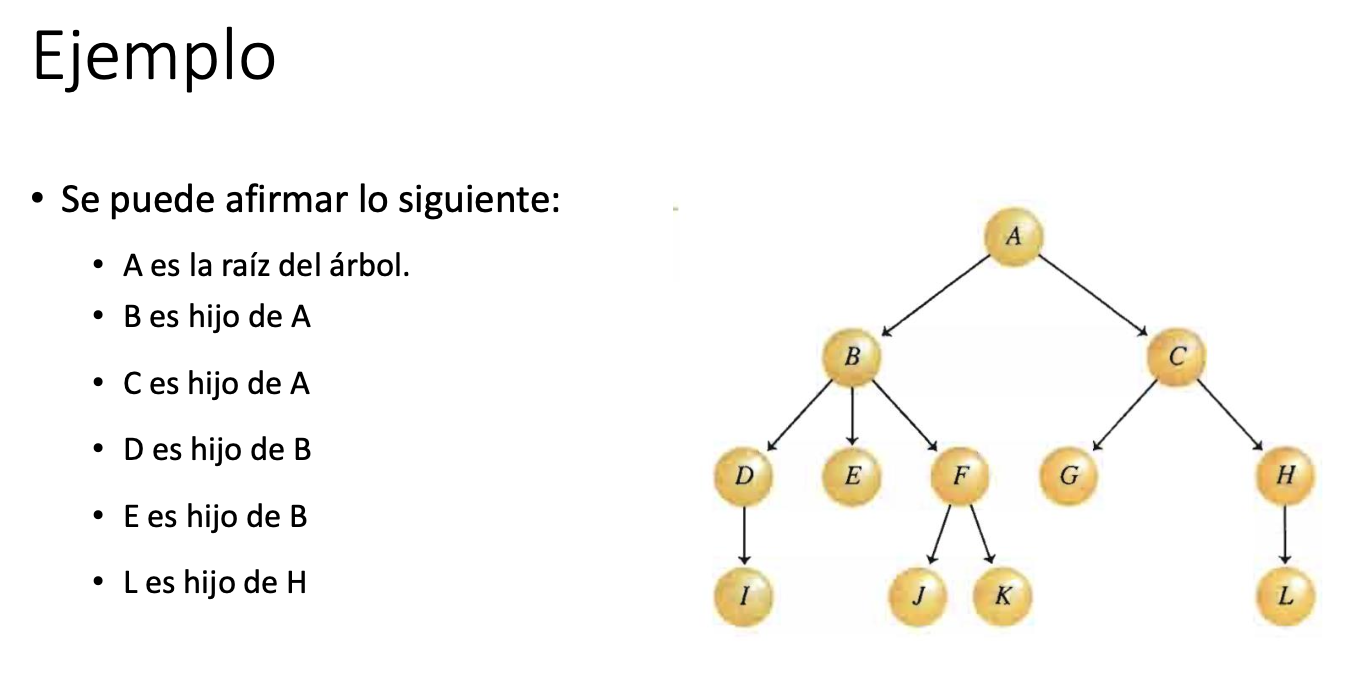 Ejemplo
• Se puede afirmar lo siguiente:
• A es la raíz del árbol.
• B es hijo de A
• C es hijo de A
• D es hijo de B
• E es hijo de B
• L es hijo de H
A
B C
D E F G H
I J K L